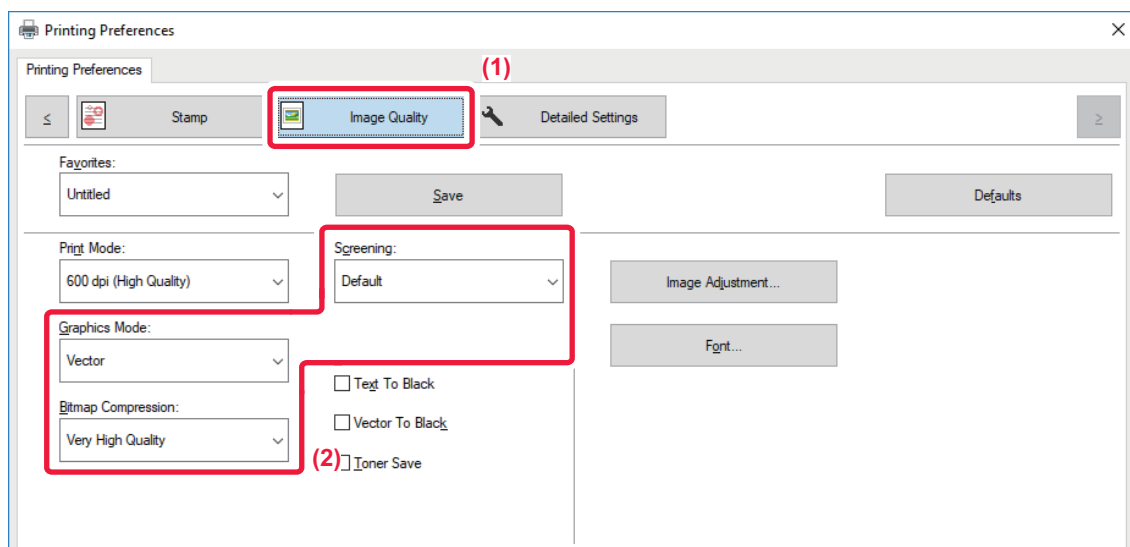 Printing Preferences
Printing Preferences
(1)
< Stamp Image Quality Detailed Settings >
Favorites:
Untitled Save Defaults
Print Mode: Screening:
600 dpi (High Quality) Default Image Adjustment...
Graphics Mode: Font...
Vector
Text To Black
Bitmap Compression:
Vector To Black
Very High Quality
(2) Toner Save